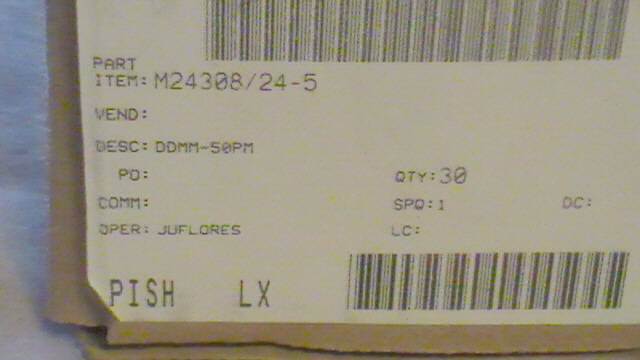 PART
ITEM: M24308/24-5
VEND:
DESC: DDMM-50PM
PO: QTY: 30
COMM: SPQ: 1 DC:
OPER: JUFLORES LC:
PISH LX